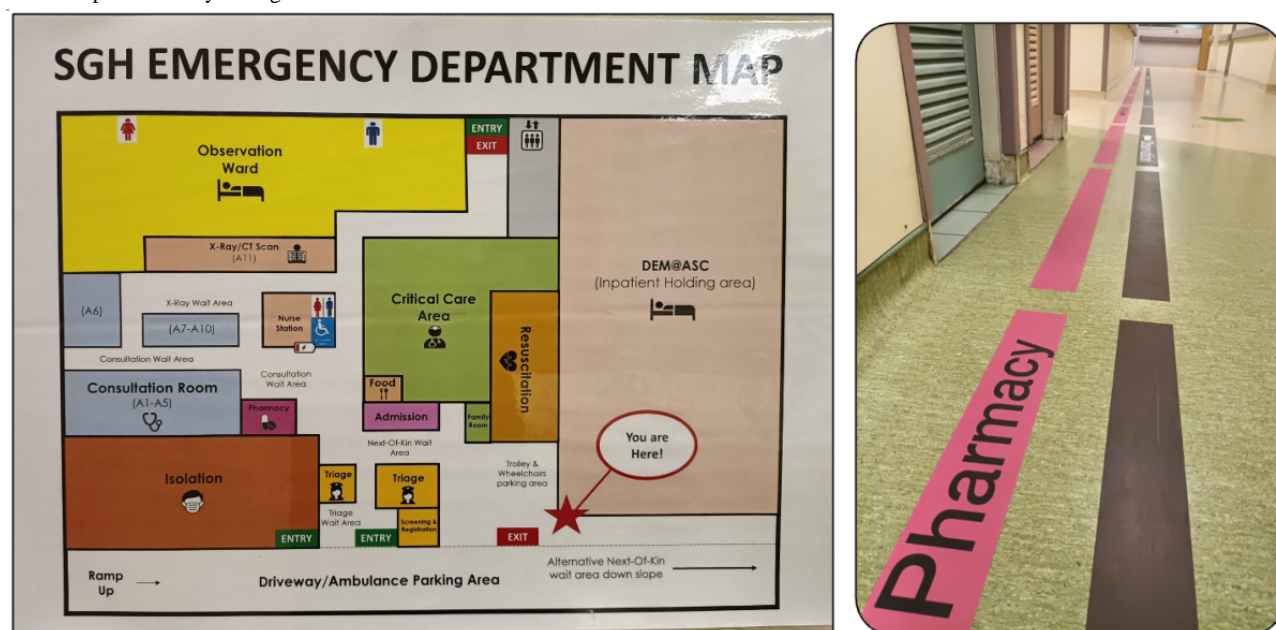 SGH EMERGENCY DEPARTMENT MAP
ENTRY
EXIT
Observation
Ward
X-Ray/CT Scan
(A11)
DEM@ASC
(Inpatient Holding area)
(A6)
X-Ray Wait Area
(A7-A10)
Nurse
Station
Critical Care
Area
Resuscitation
Consultation Wait Area
Consultation
Wait Area
Consultation Room
(A1-A5)
Pharmacy
Food
Admission
Family
Room
Next-Of-Kin Wait
Area
You are
Here!
Isolation
Triage
Triage
Trolley &
Wheelchairs
parking area
Triage
Wait Area
Screening &
Registration
ENTRY
ENTRY
EXIT
Ramp
Up
Driveway/Ambulance Parking Area
Alternative Next-Of-Kin
wait area down slope
Pharmacy